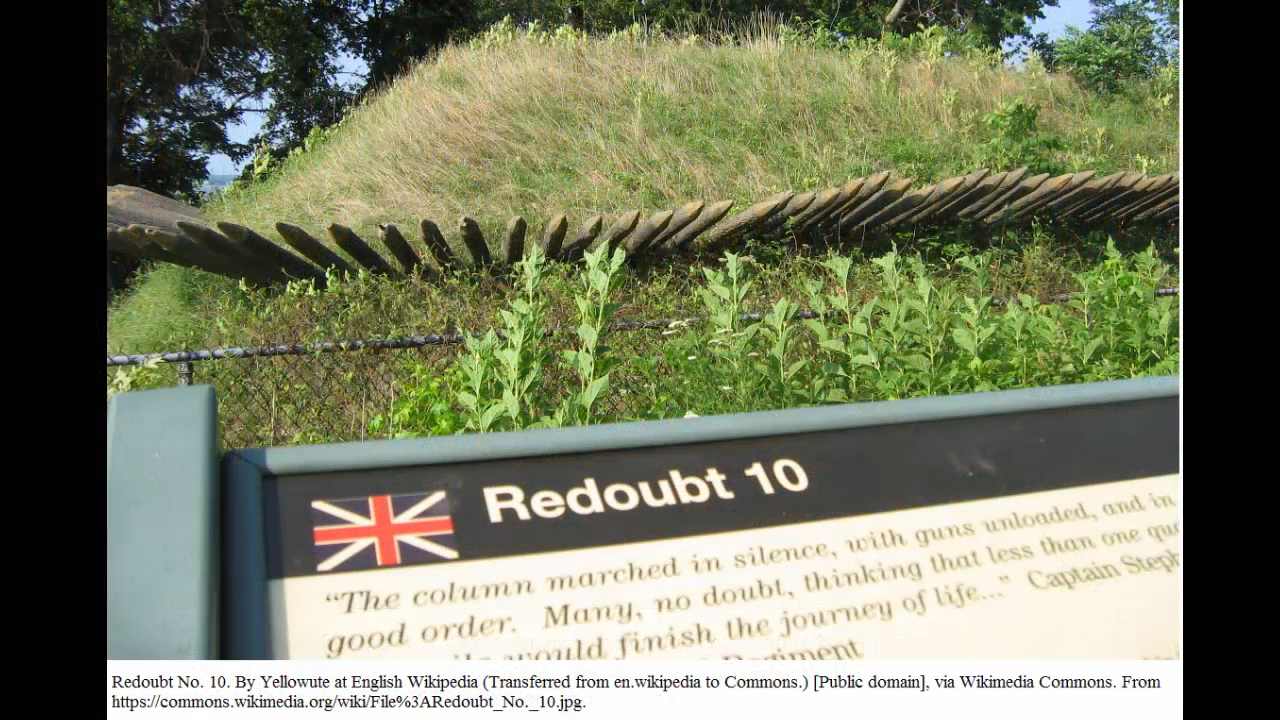 Redoubt 10
“The column marched in silence, with guns unloaded, and in
good order. Many, no doubt, thinking that less than one
would finish the journey of life...” Captain Steph
Regiment
Redoubt No. 10. By Yellowute at English Wikipedia (Transferred from en.wikipedia to Commons.) [Public domain], via Wikimedia Commons. From
https://commons.wikimedia.org/wiki/File%3ARedoubt_No._10.jpg.